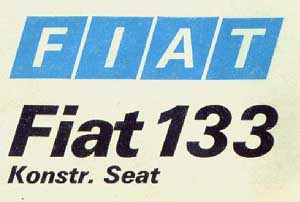 FIAT
Fiat 133
Konstr. Seat